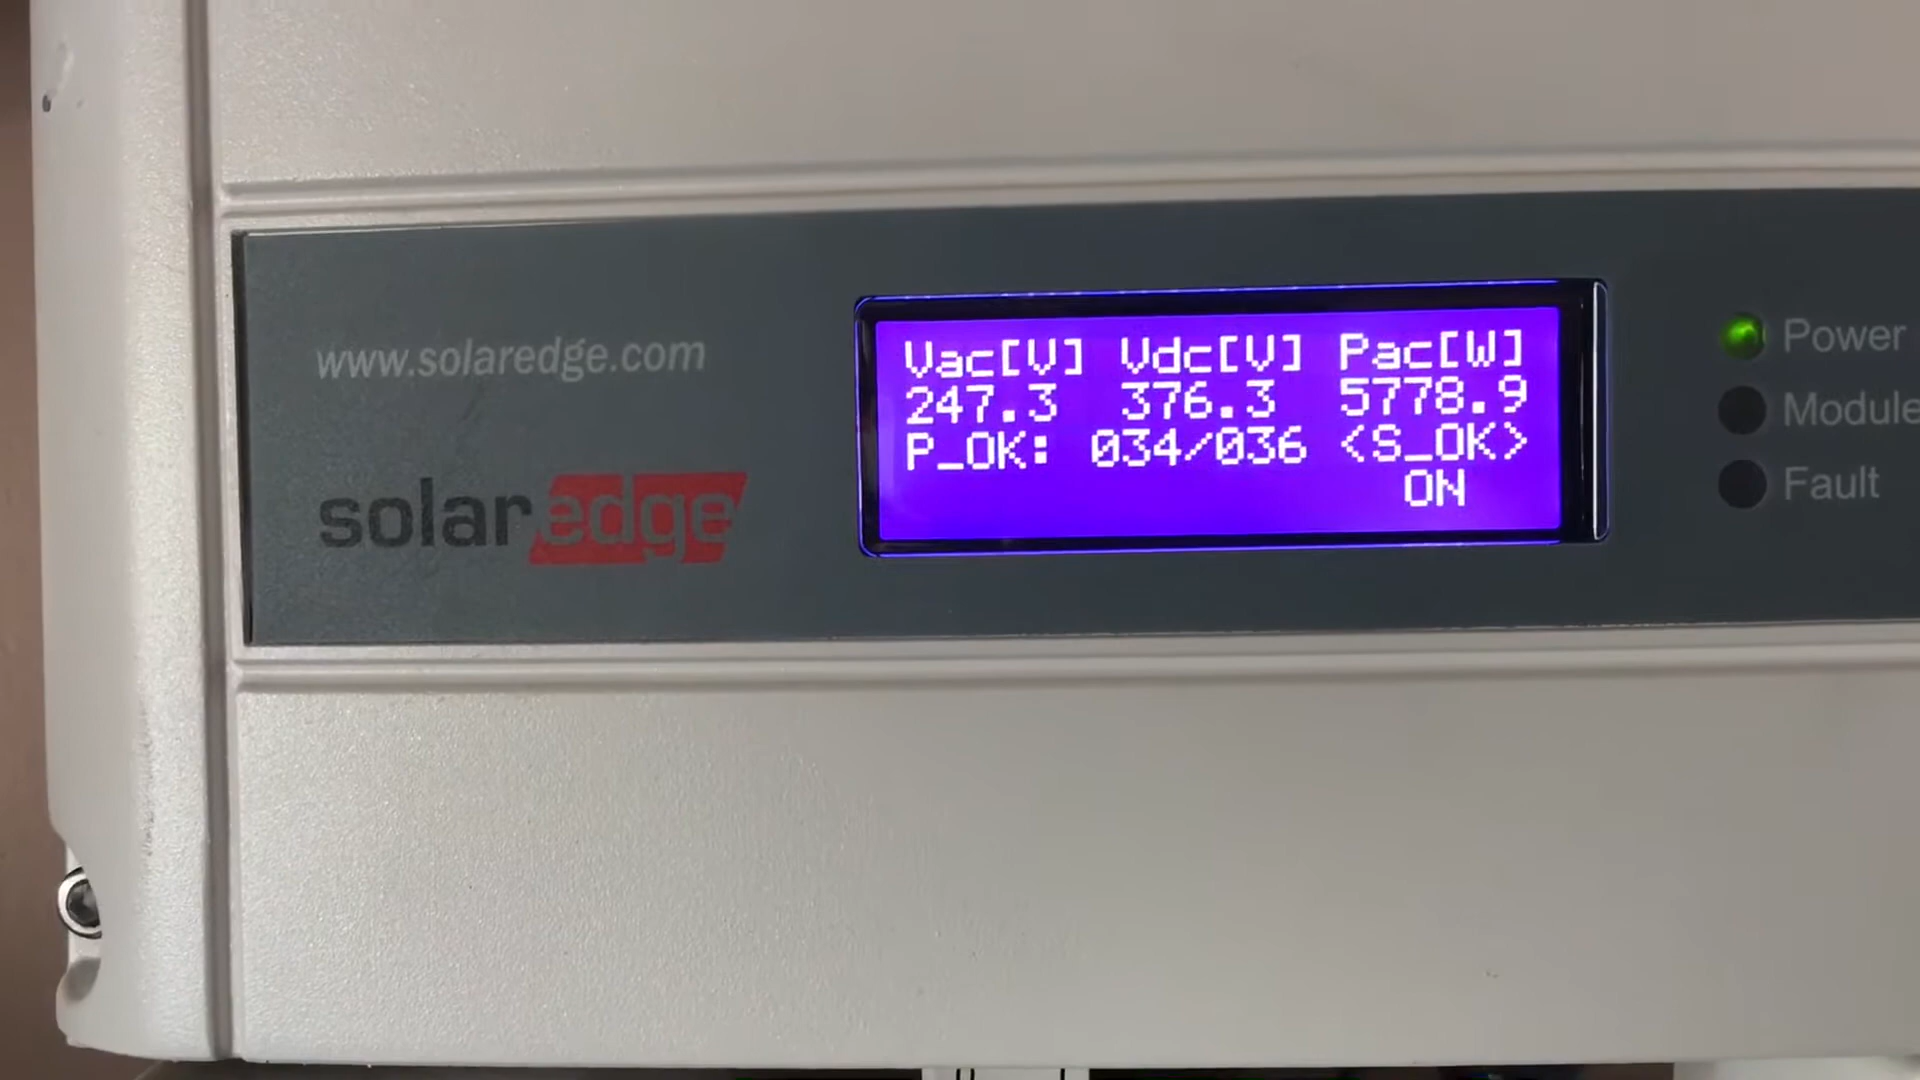 www.solaredge.com
solaredge
Vac[V] Vdc[V] Pac[W]
247.3 376.3 5778.9
P_OK: 034/036 <S_OK>
ON
Power
Module
Fault